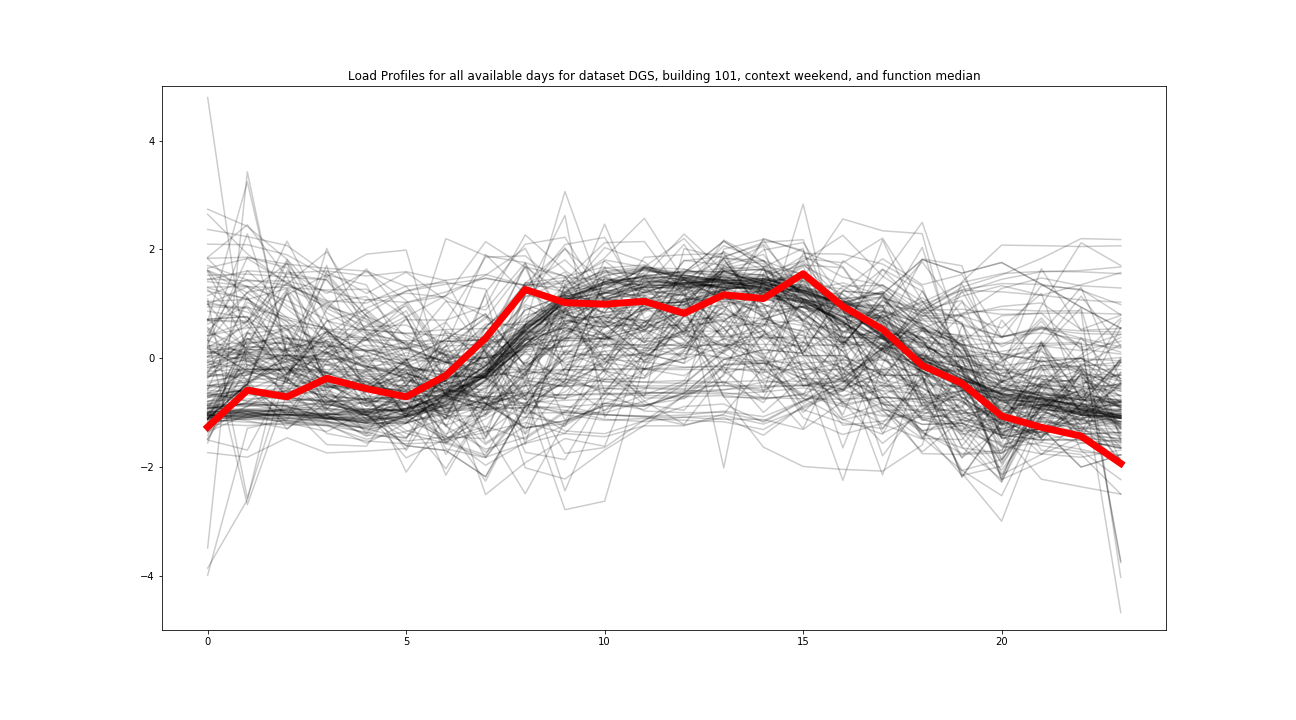 Load Profiles for all available days for dataset DGS, building 101, context weekend, and function median
4
2
0
−2
−4
0 5 10 15 20